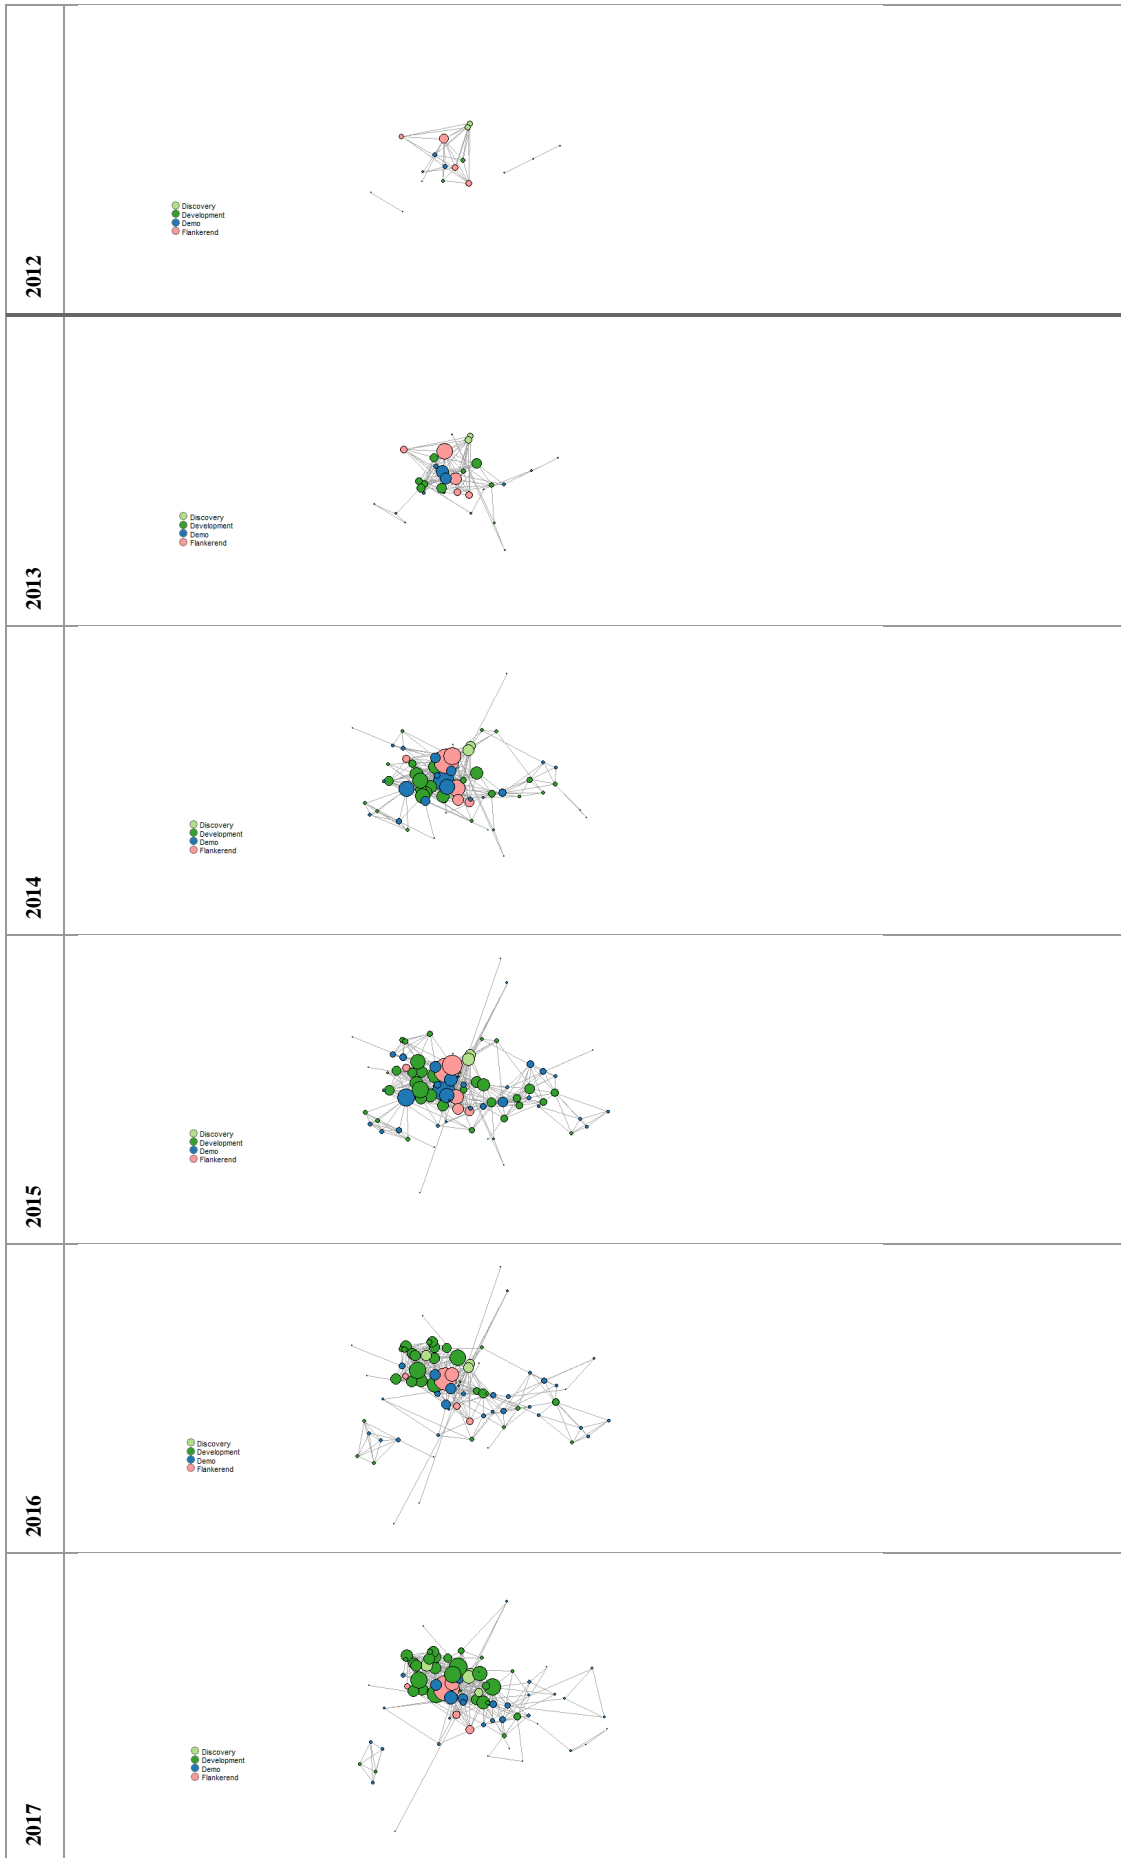 Discovery
Development
Demo
Flankerend
2012
Discovery
Development
Demo
Flankerend
2013
Discovery
Development
Demo
Flankerend
2014
Discovery
Development
Demo
Flankerend
2015
Discovery
Development
Demo
Flankerend
2016
Discovery
Development
Demo
Flankerend
2017